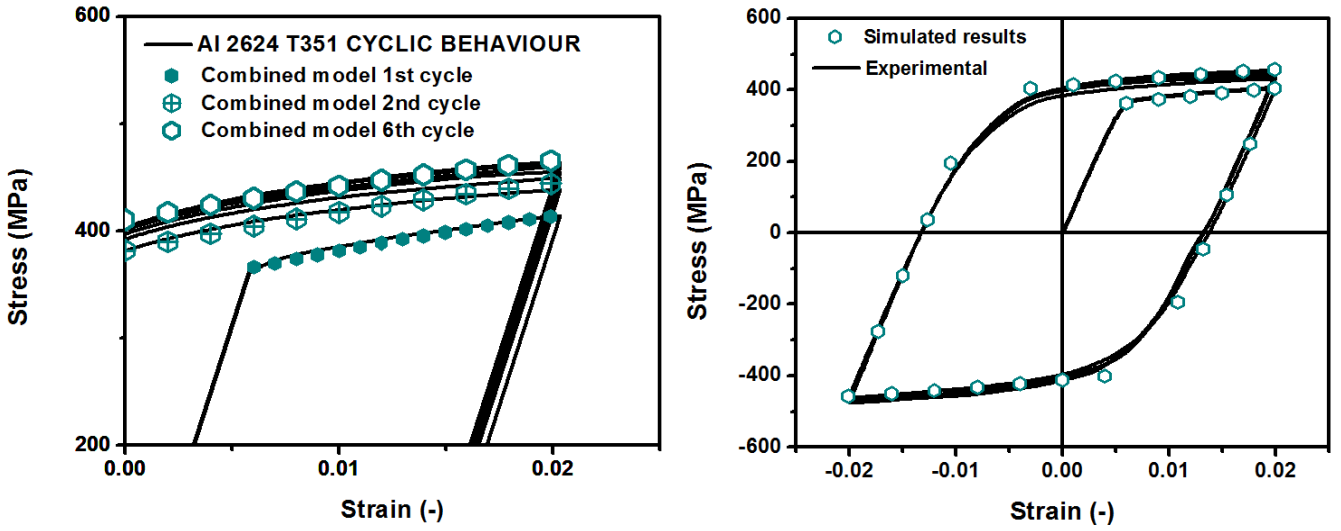 600
400
200
Stress (MPa)
AI 2624 T351 CYCLIC BEHAVIOUR
Combined model 1st cycle
Combined model 2nd cycle
Combined model 6th cycle
0.00 0.01 0.02
Strain (-)
600
400
200
0
-200
-400
-600
Stress (MPa)
Simulated results
Experimental
-0.02 -0.01 0.00 0.01 0.02
Strain (-)